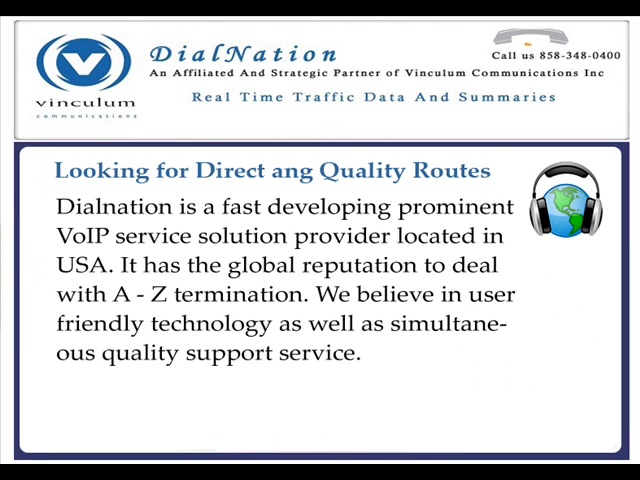 DialNation
Call us 858-348-0400
An Affiliated And Strategic Partner of Vinculum Communications Inc
vinculum
communications
Real Time Traffic Data And Summaries
Looking for Direct ang Quality Routes
Dialnation is a fast developing prominent
VoIP service solution provider located in
USA. It has the global reputation to deal
with A - Z termination. We believe in user
friendly technology as well as simultane-
ous quality support service.